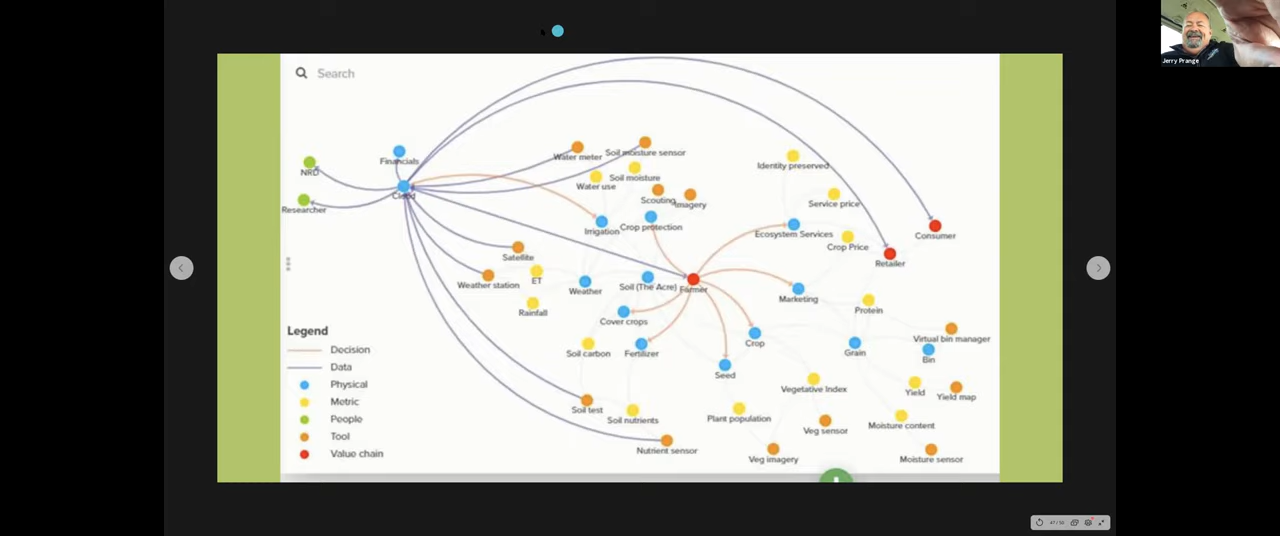 Jerry Prange
Search
Financials
NRD
Cloud
Researcher
Water meter
Soil moisture sensor
Soil moisture
Water use
Scouting
Imagery
Irrigation
Crop protection
Identity preserved
Service price
Ecosystem Services
Crop Price
Consumer
Retailer
Satellite
ET
Weather station
Weather
Soil (The Acre)
Farmer
Marketing
Rainfall
Cover crops
Protein
Virtual bin manager
Legend
Decision
Data
Physical
Metric
People
Tool
Value chain
Soil carbon
Fertilizer
Crop
Grain
Bin
Seed
Vegetative Index
Yield
Yield map
Soil test
Soil nutrients
Plant population
Veg sensor
Moisture content
Nutrient sensor
Veg imagery
Moisture sensor